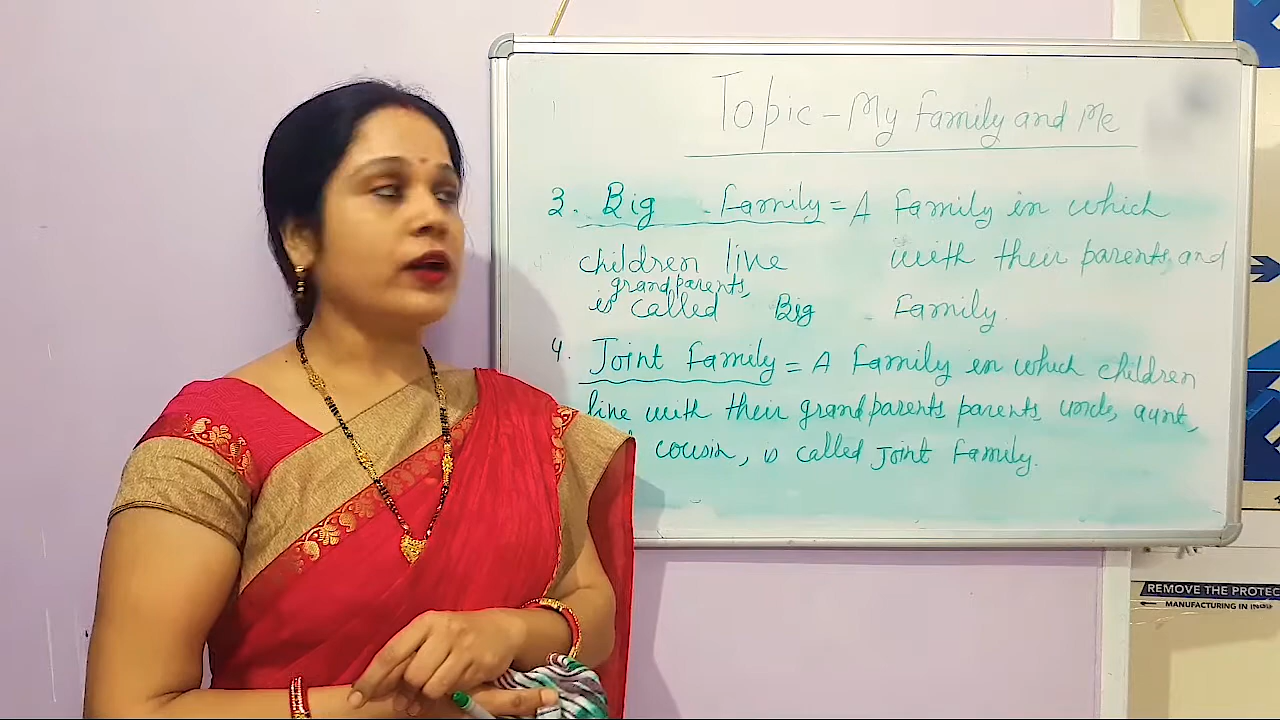 Topic - My Family and Me
3. Big Family = A Family in which
children live with their parents, and
grandparents,
is called Big Family.
4. Joint Family = A Family in which children
live with their grandparents parents, uncle, aunt,
cousin, is called Joint Family.
REMOVE THE PROTEC
MANUFACTURING IN